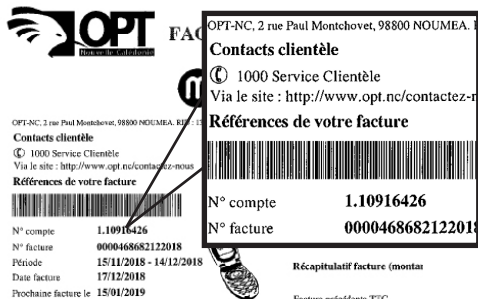 OPT
Nouvelle Calédonie
FAC
OPT-NC, 2 rue Paul Montchovet, 98800 NOUMEA.
Contacts clientèle
1000 Service Clientèle
Via le site : http://www.opt.nc/contactez-nous
Références de votre facture
N° compte 1.10916426
N° facture 0000468682122018
Période 15/11/2018 - 14/12/2018
Date facture 17/12/2018
Prochaine facture le 15/01/2019
OPT-NC, 2 rue Paul Montchovet, 98800 NOUMEA.
Contacts clientèle
1000 Service Clientèle
Via le site : http://www.opt.nc/contactez-n
Références de votre facture
N° compte 1.10916426
N° facture 000046868212201
Récapitulatif facture (montan
Facture précédente TTC